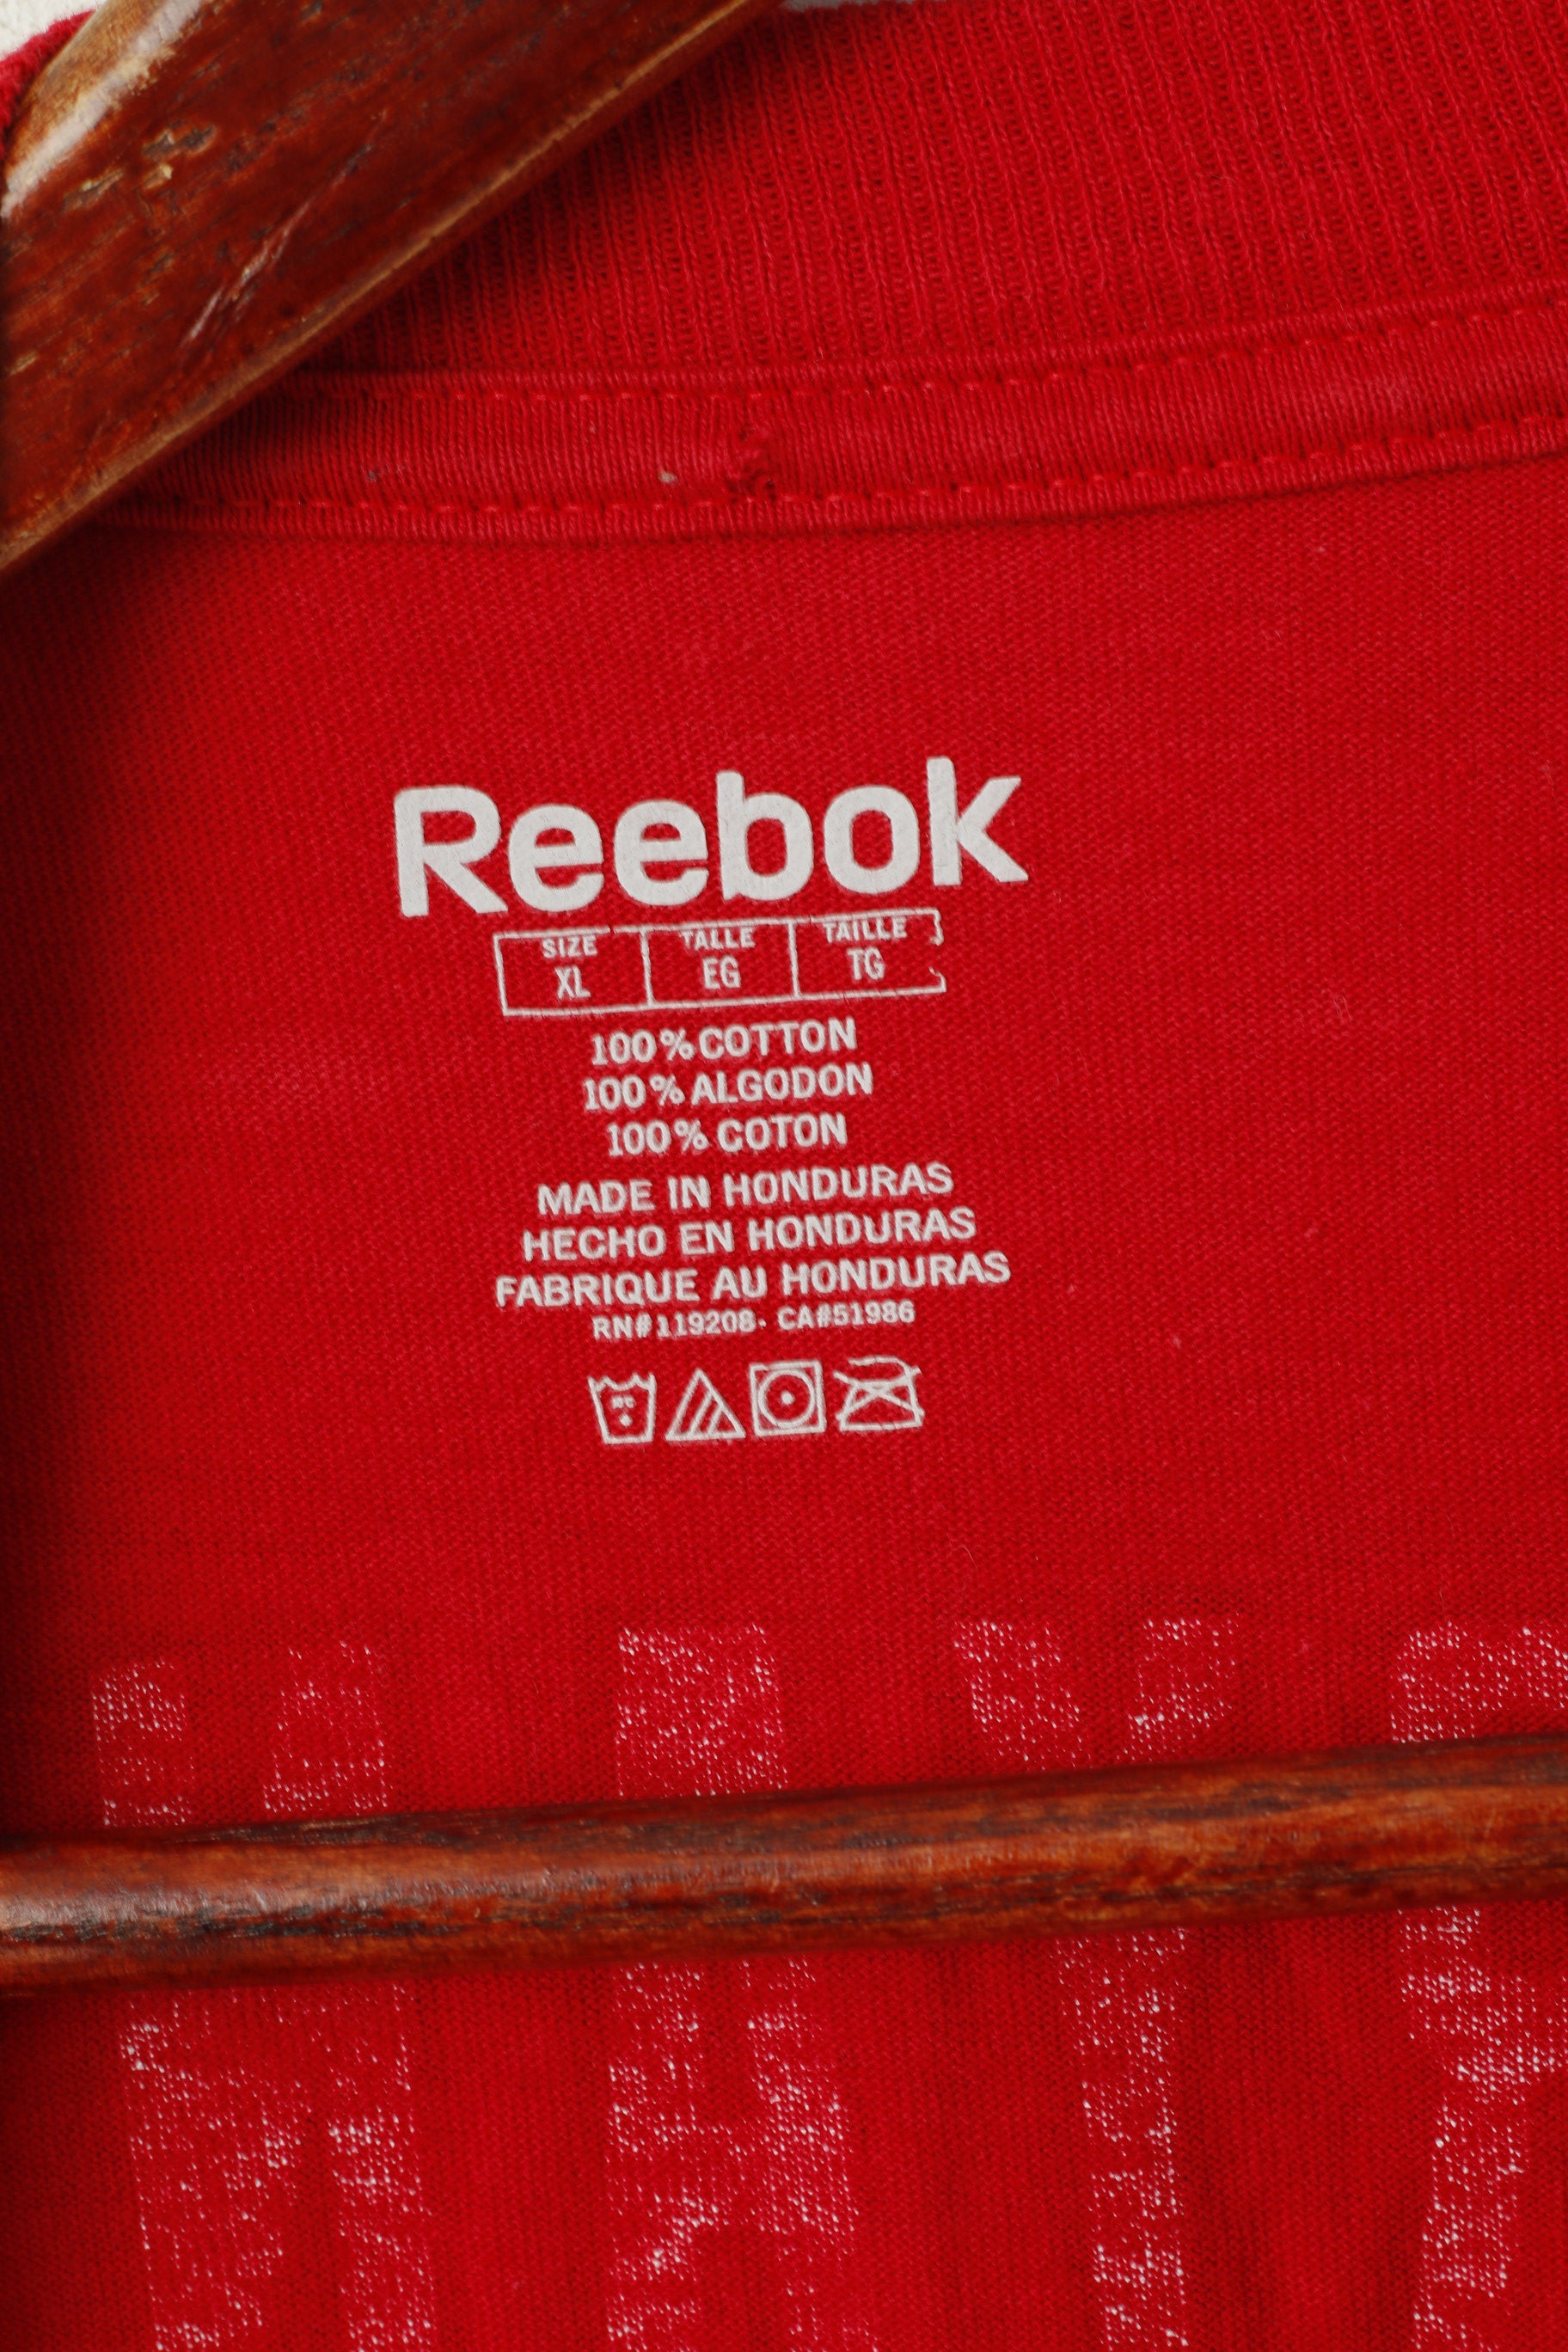 Reebok
SIZE TALLE TAILLE
XL EG TG
100% COTTON
100% ALGODON
100% COTON
MADE IN HONDURAS
HECHO EN HONDURAS
FABRIQUE AU HONDURAS
RN#119208- CA#51986